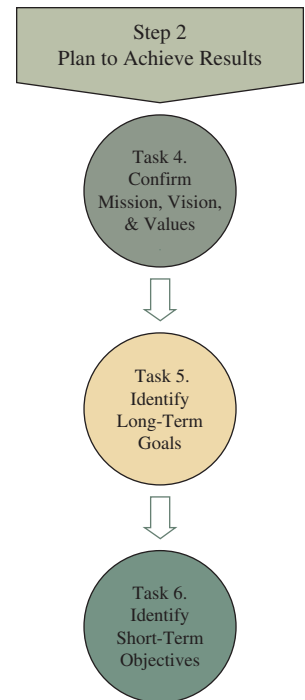 Step 2
Plan to Achieve Results
Task 4.
Confirm
Mission, Vision,
& Values
Task 5.
Identify
Long-Term
Goals
Task 6.
Identify
Short-Term
Objectives